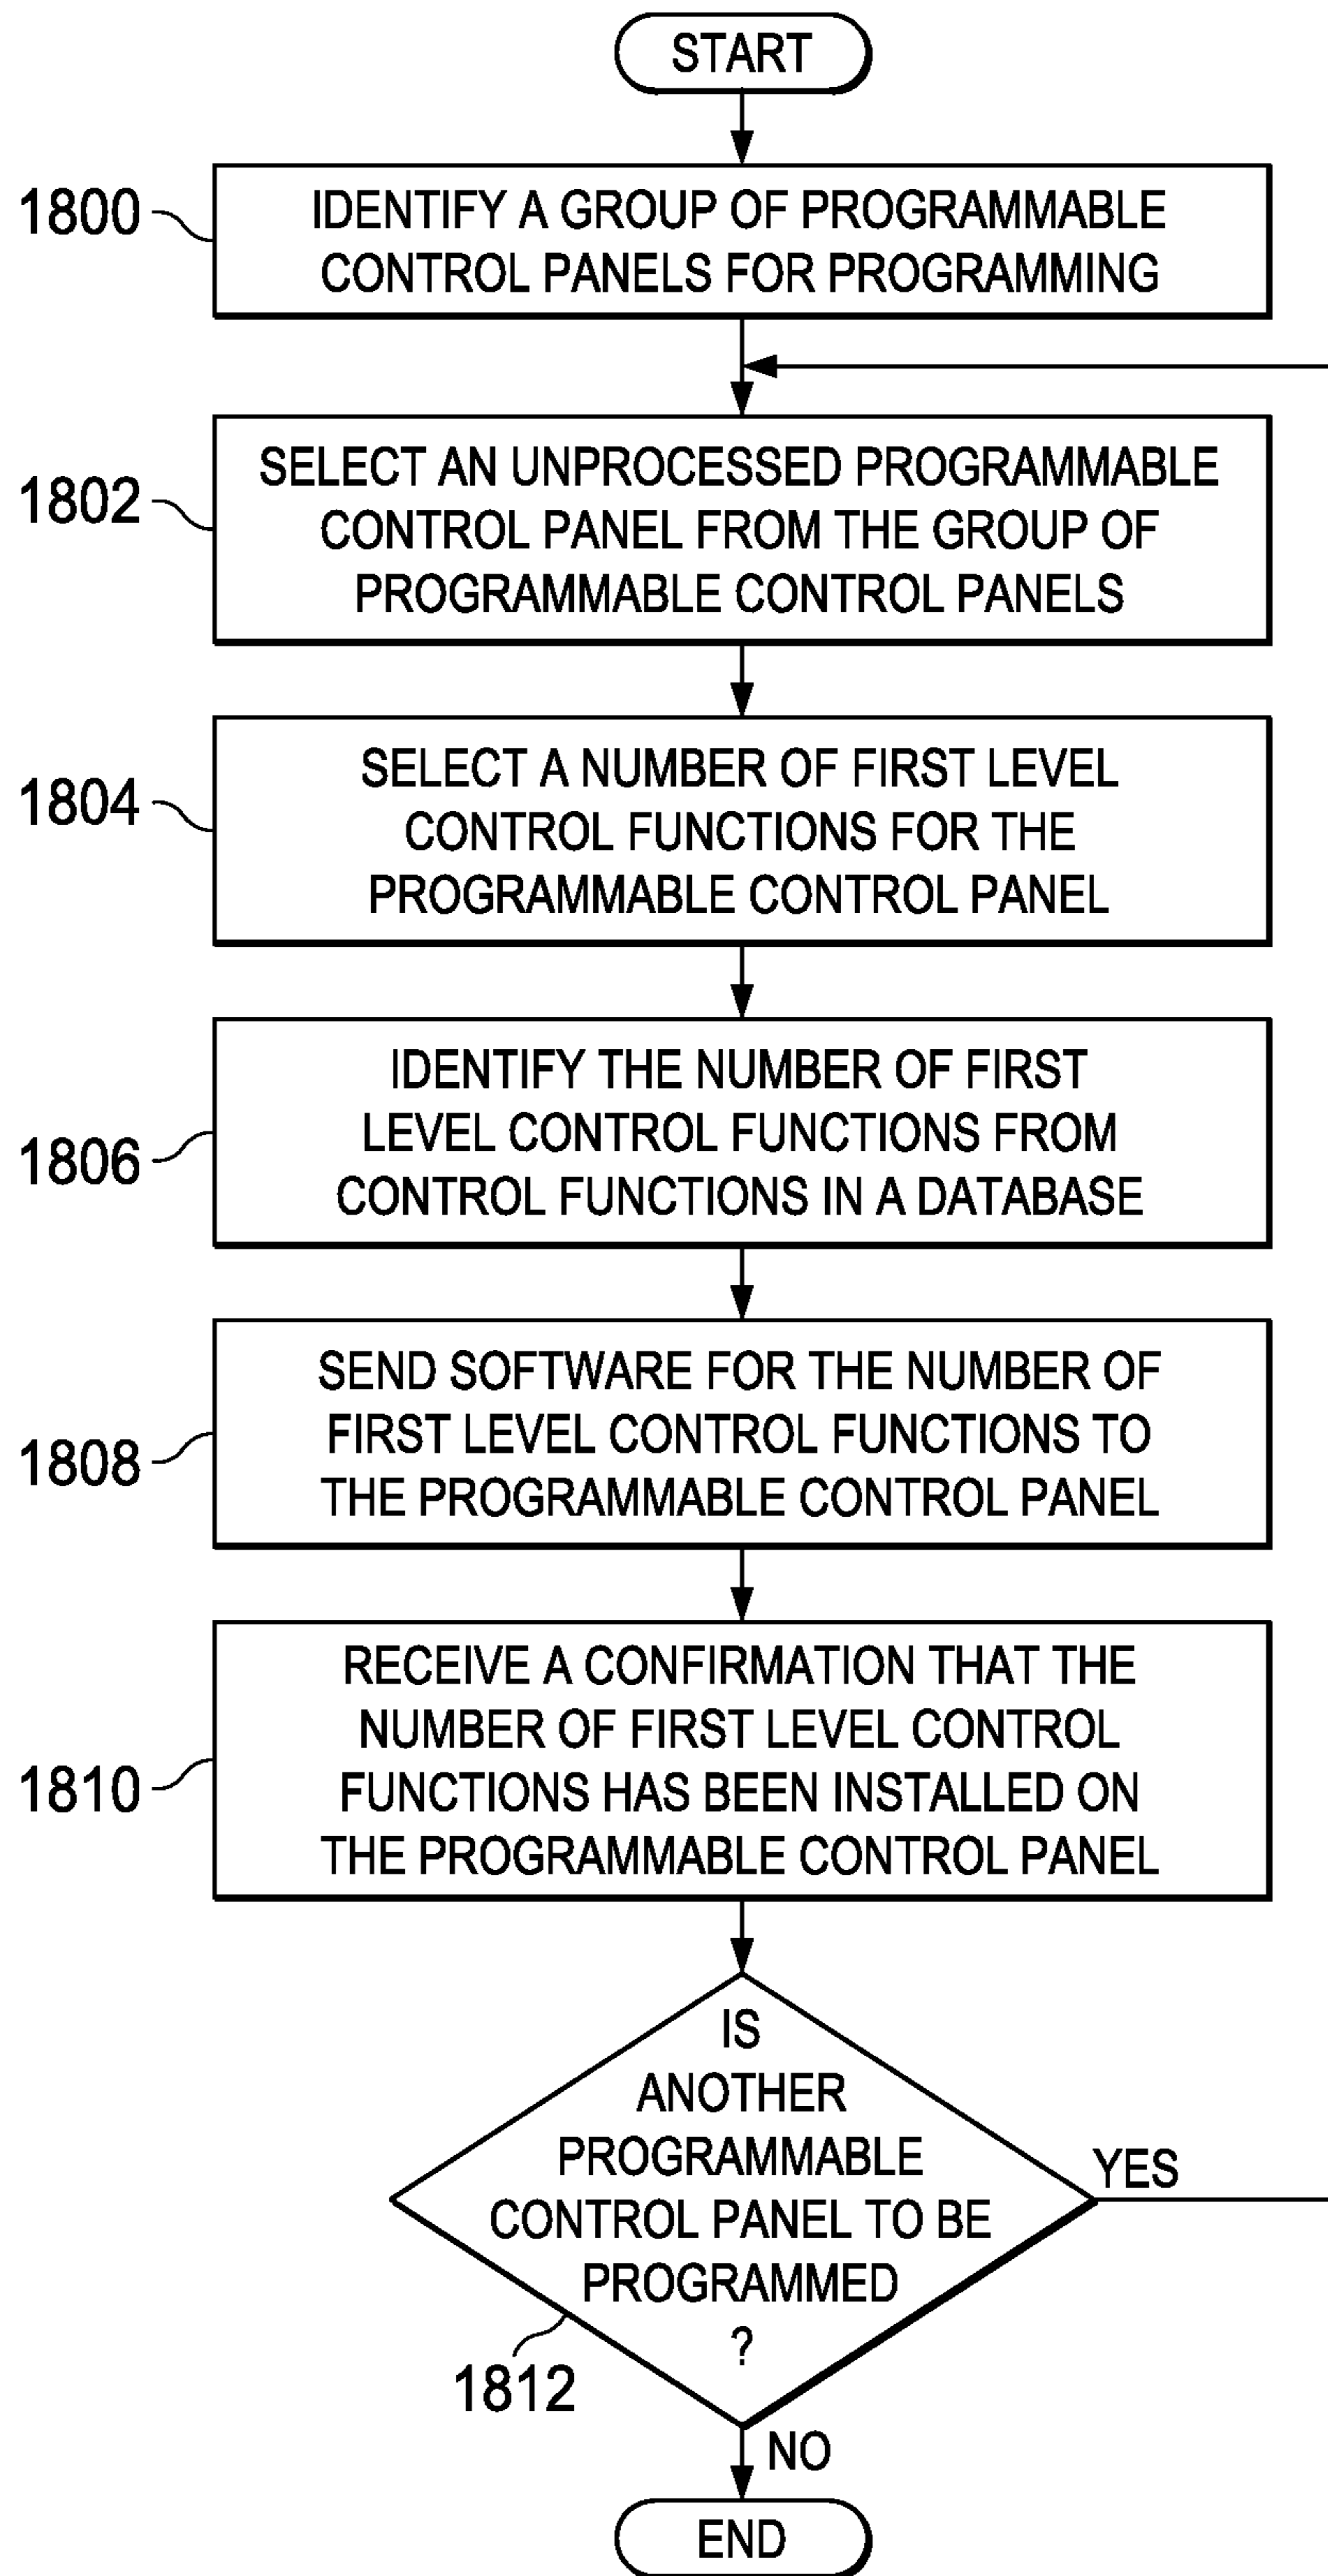 START
1800
IDENTIFY A GROUP OF PROGRAMMABLE
CONTROL PANELS FOR PROGRAMMING
1802
SELECT AN UNPROCESSED PROGRAMMABLE
CONTROL PANEL FROM THE GROUP OF
PROGRAMMABLE CONTROL PANELS
1804
SELECT A NUMBER OF FIRST LEVEL
CONTROL FUNCTIONS FOR THE
PROGRAMMABLE CONTROL PANEL
1806
IDENTIFY THE NUMBER OF FIRST
LEVEL CONTROL FUNCTIONS FROM
CONTROL FUNCTIONS IN A DATABASE
1808
SEND SOFTWARE FOR THE NUMBER OF
FIRST LEVEL CONTROL FUNCTIONS TO
THE PROGRAMMABLE CONTROL PANEL
1810
RECEIVE A CONFIRMATION THAT THE
NUMBER OF FIRST LEVEL CONTROL
FUNCTIONS HAS BEEN INSTALLED ON
THE PROGRAMMABLE CONTROL PANEL
IS
ANOTHER
PROGRAMMABLE
CONTROL PANEL TO BE
PROGRAMMED
?
YES
1812
NO
END